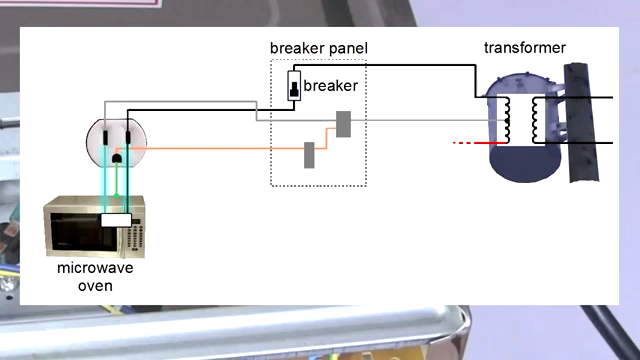 breaker panel
transformer
breaker
microwave
oven